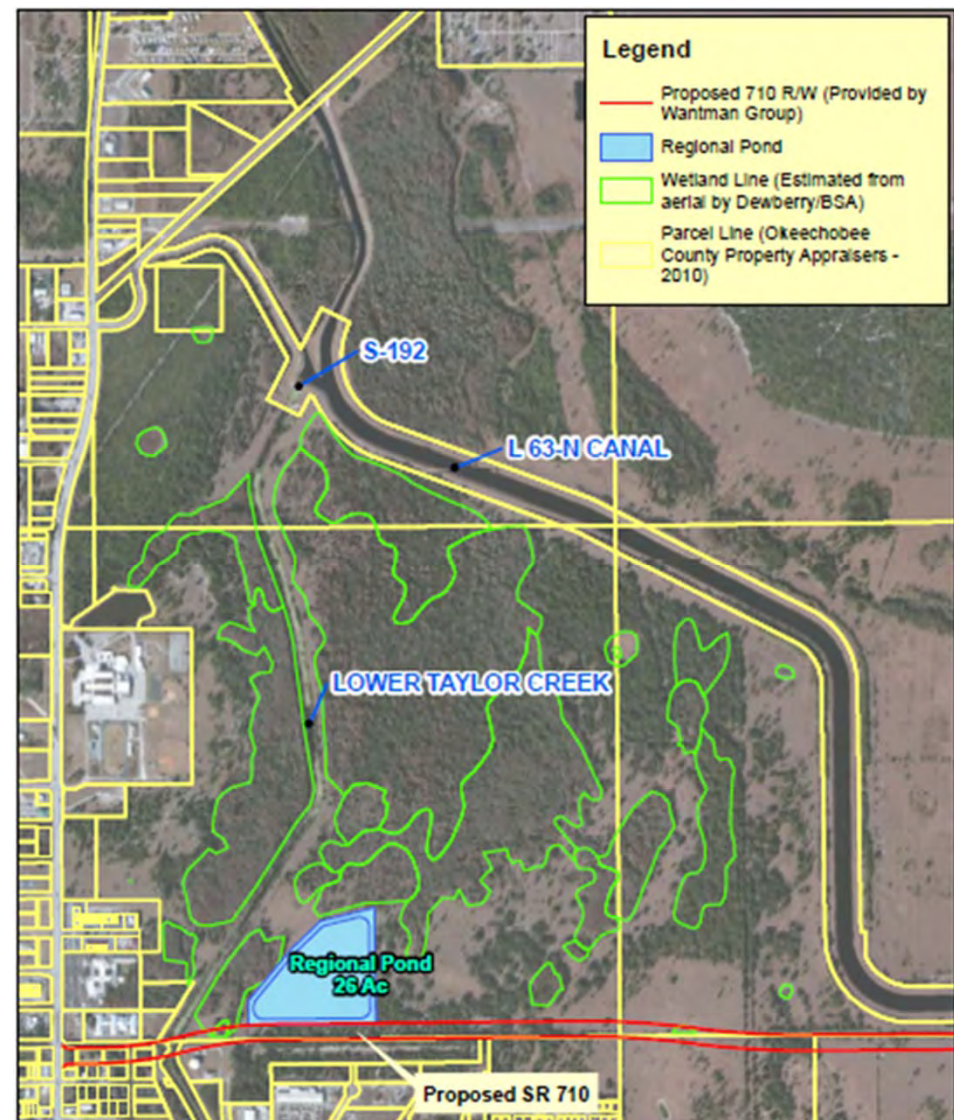 Legend
Proposed 710 R/W (Provided by
Wantman Group)
Regional Pond
Wetland Line (Estimated from
aerial by Dewberry/BSA)
Parcel Line (Okeechobee
County Property Appraisers -
2010)
S-192
L 63-N CANAL
LOWER TAYLOR CREEK
Regional Pond
26 Ac
Proposed SR 710